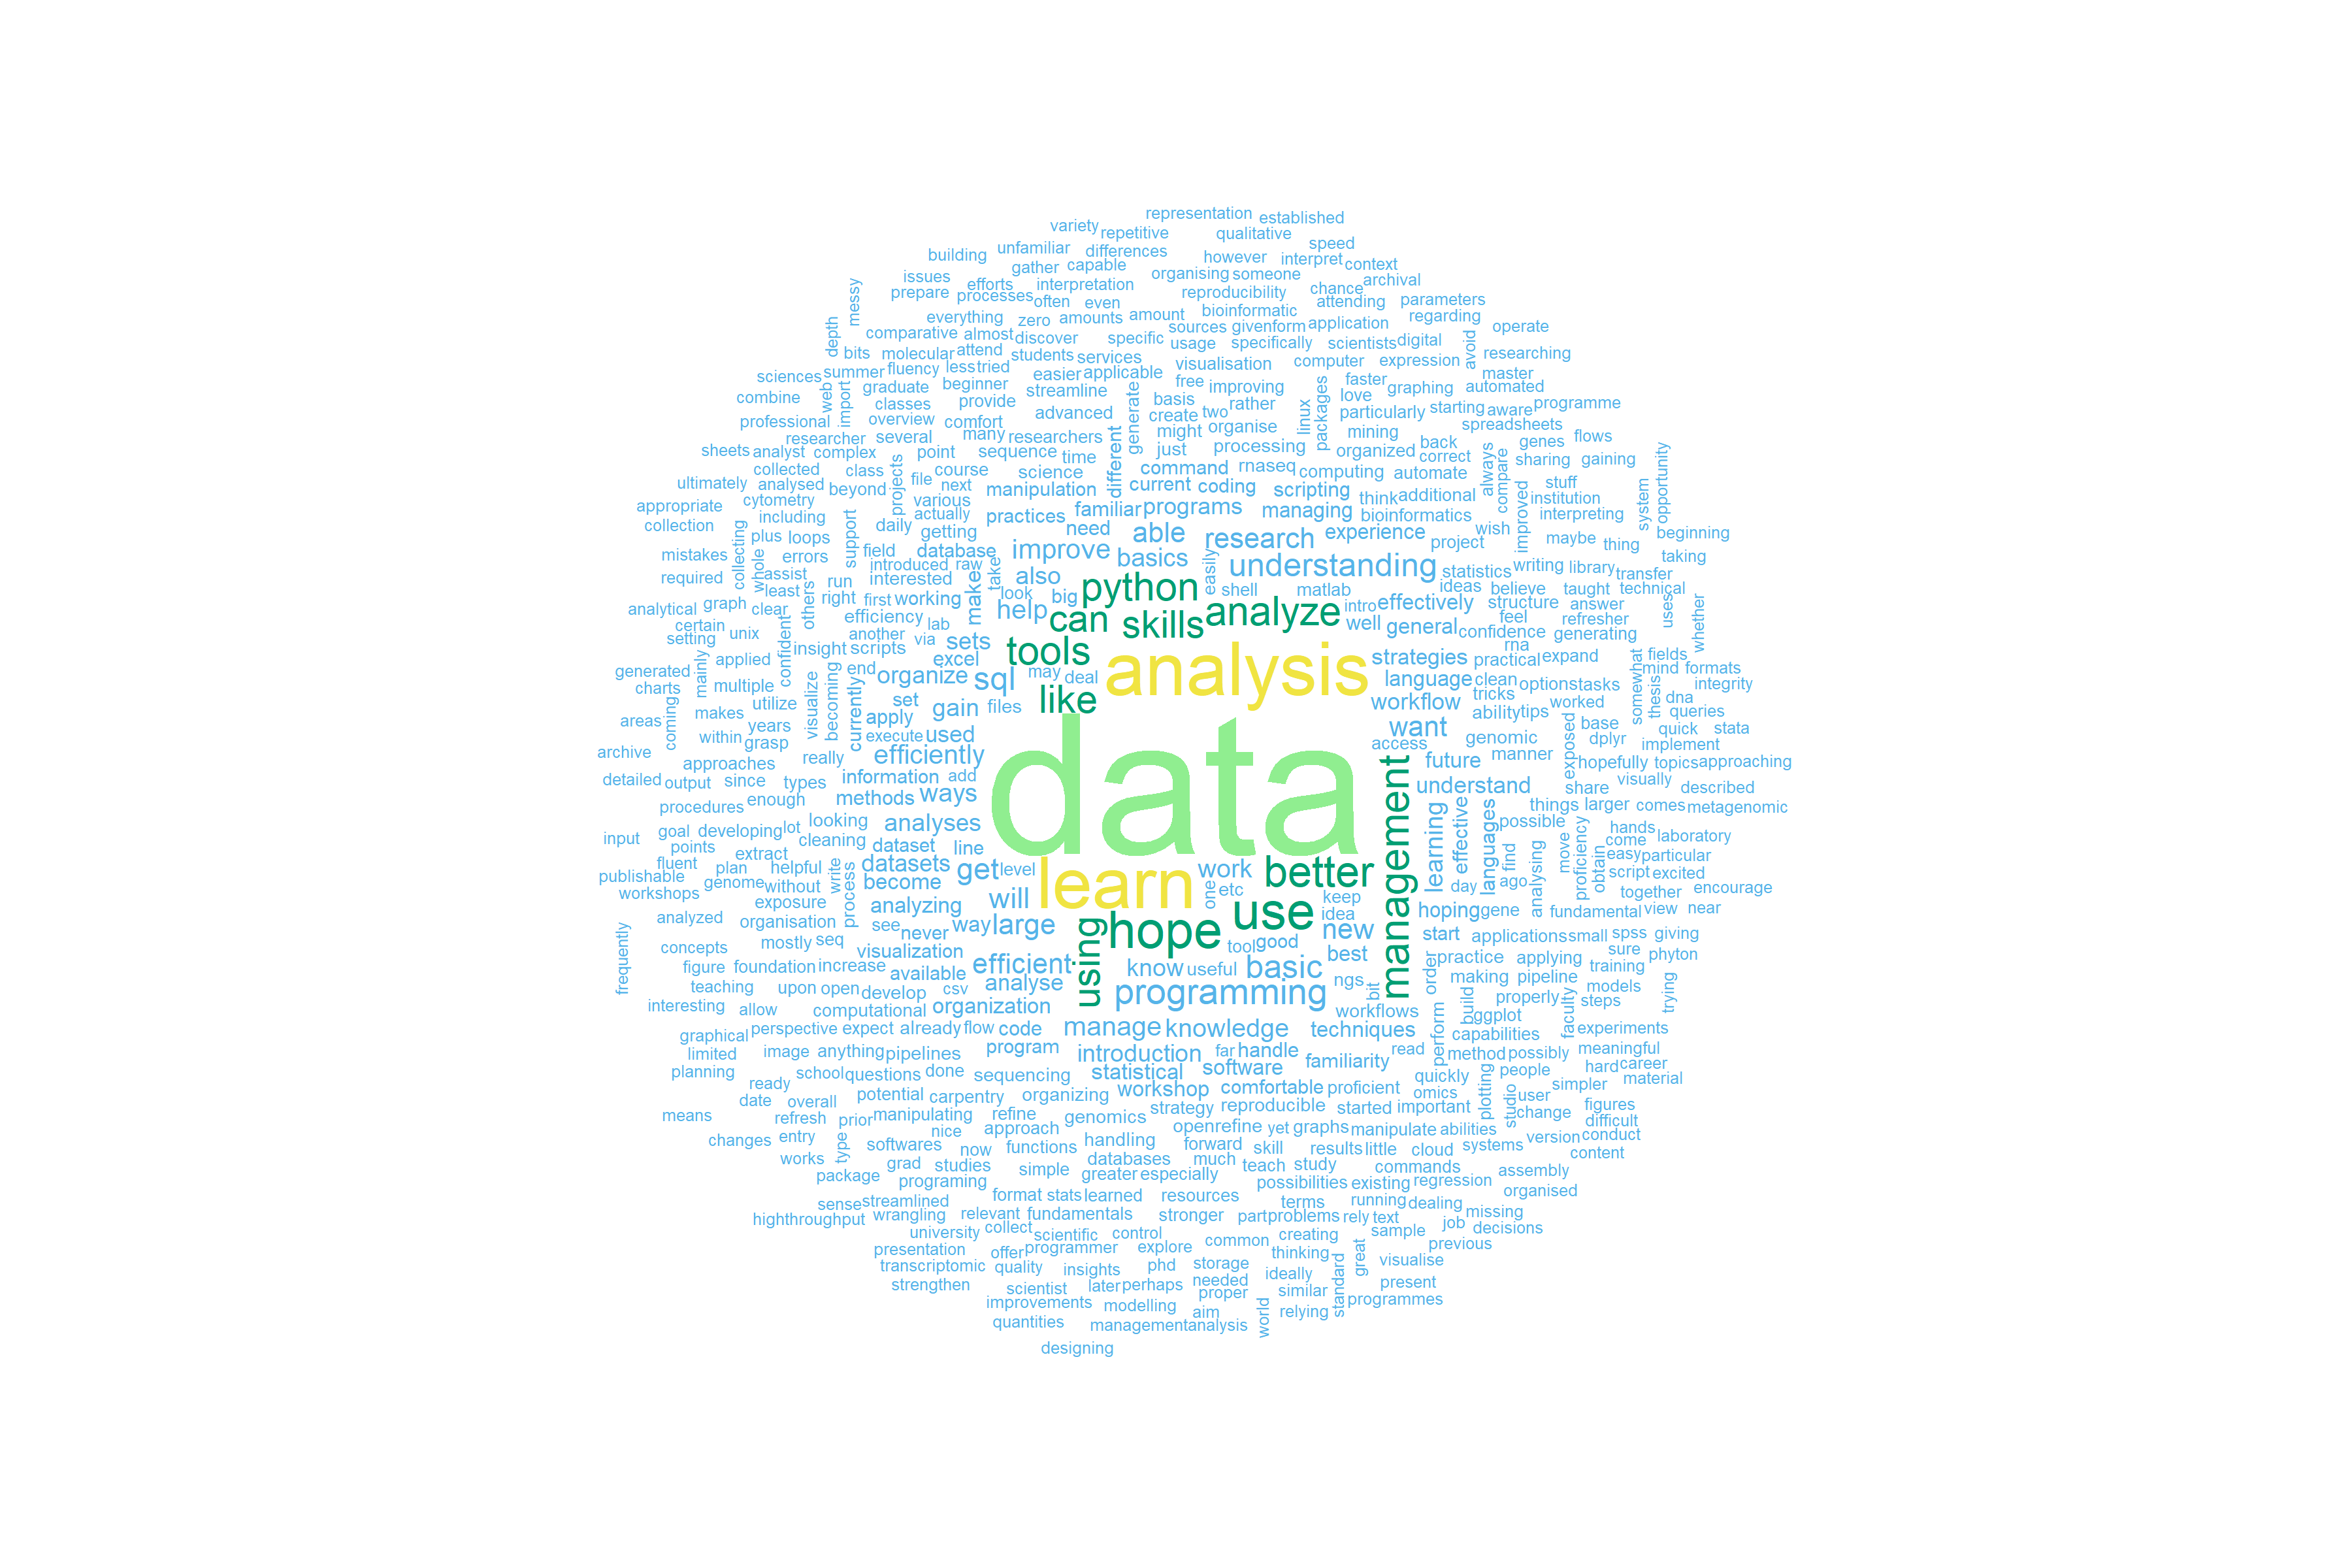 representation established
variety repetitive qualitative
building unfamiliar differences speed
gather capable however interpret context
issues efforts interpretation organising someone archival
messy prepare processes often even reproducibility chance attending parameters
everything zero amounts amount bioinformatic regarding
depth comparative almost discover specific sources given form application operate
bits molecular attend students services usage specifically scientists digital avoid researching
sciences summer fluency less tried easier applicable visualisation computer expression master
combine web import graduate beginner streamline generate free improving faster graphing automated
professional classes provide advanced basis two rather linux packages love particularly starting aware programme
overview comfort create organise spreadsheets
researcher several many researchers might processing mining back genes flows
sheets analyst complex point sequence time different just organized correct sharing gaining opportunity
collected class course science command rnaseq computing automate always compare stuff
ultimately analysed beyond projects file next manipulation current coding scripting think additional institution system
appropriate cytometry various familiar programs managing bioinformatics improved interpreting
collection including support daily actually practices need able research experience wish beginning
plus loops getting project maybe thing
mistakes collecting whole errors field database improve basics easily understanding statistics writing library taking
required assist introduced raw take transfer
least others run interested make also python shell matlab ideas believe taught technical
analytical graph clear right first working look big analyze intro effectively structure answer uses whether
certain efficiency lab help can skills well general confidence feel refresher
setting unix confident another via sets tools generating
generated applied insight scripts excel analysis strategies rna practical expand fields
charts mainly multiple end organize sql may deal language clean options tasks mind formats
utilize visualize becoming currently set gain files like workflow tricks worked somewhat thesis dna integrity
areas coming makes years apply want ability tips queries
archive within grasp execute used access genomic exposed base quick stata
approaches really efficiently data future manner dplyr implement
detailed output since types information add management understand hopefully topics approaching
procedures enough methods ways share visually described
looking analyses learning effective languages things larger comes metagenomic
input goal developing lot cleaning dataset line possible proficiency move hands laboratory
points extract datasets get level work better find analysing obtain come
publishable fluent plan helpful write become easy particular
workshops genome without process will learn one etc day ago script excited
exposure analyzing use keep hoping gene together encourage
analyzed organisation see never way large hope idea fundamental view near
frequently concepts mostly seq visualization using tool good new start applications small spss giving
figure foundation increase available efficient know useful basic best order practice applying sure phyton
teaching upon open develop csv analyse ngs bit making pipeline training models
interesting allow computational organization programming workflows build properly steps trying
graphical perspective expect already flow code manage knowledge techniques perform ggplot faculty experiments
limited image anything pipelines program introduction far handle read capabilities meaningful
planning school questions done sequencing statistical software familiarity method possibly hard career
ready workshop comfortable proficient quickly plotting people simpler material
date overall potential carpentry organizing omics studio user
means refresh prior manipulating refine genomics strategy reproducible started important change figures
changes entry type nice approach openrefine yet graphs manipulate abilities version difficult
works softwares now functions handling forward skill results little cloud systems conduct
grad studies databases much teach study commands content
package programing simple greater especially possibilities existing regression assembly
sense streamlined format stats learned resources terms running dealing organised
highthroughput wrangling relevant fundamentals stronger part problems rely text missing
university collect scientific control creating sample job decisions
presentation offer programmer explore common thinking great previous
transcriptomic quality insights phd storage ideally visualise
strengthen scientist later perhaps needed standard present
improvements modelling proper similar programmes
quantities aim world relying
managementanalysis
designing